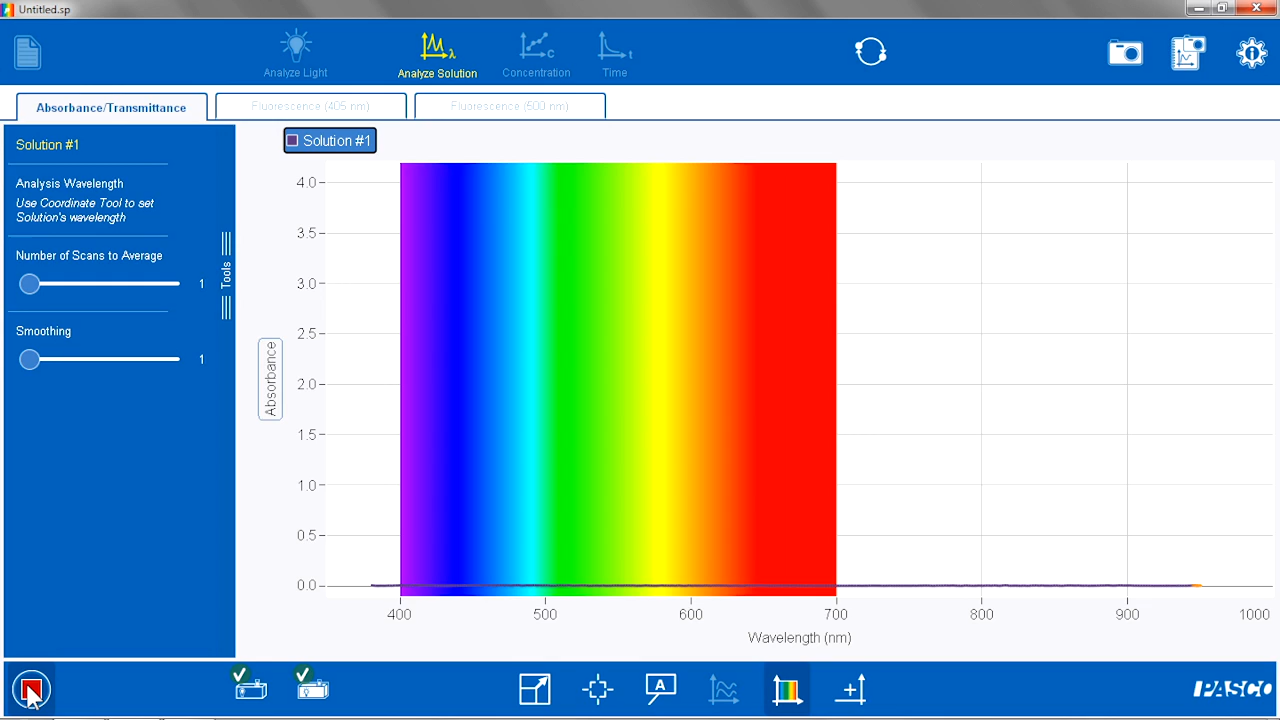 Untitled.sp
Analyze Light
Analyze Solution
λ
Concentration
C
Time
t
Absorbance/Transmittance
Fluorescence (405 nm)
Fluorescence (500 nm)
Solution #1
Analysis Wavelength
Use Coordinate Tool to set
Solution's wavelength
Number of Scans to Average
1
Smoothing
1
Tools
Solution #1
Absorbance
4.0
3.5
3.0
2.5
2.0
1.5
1.0
0.5
0.0
400 500 600 700 800 900 1000
Wavelength (nm)
A
PASCO